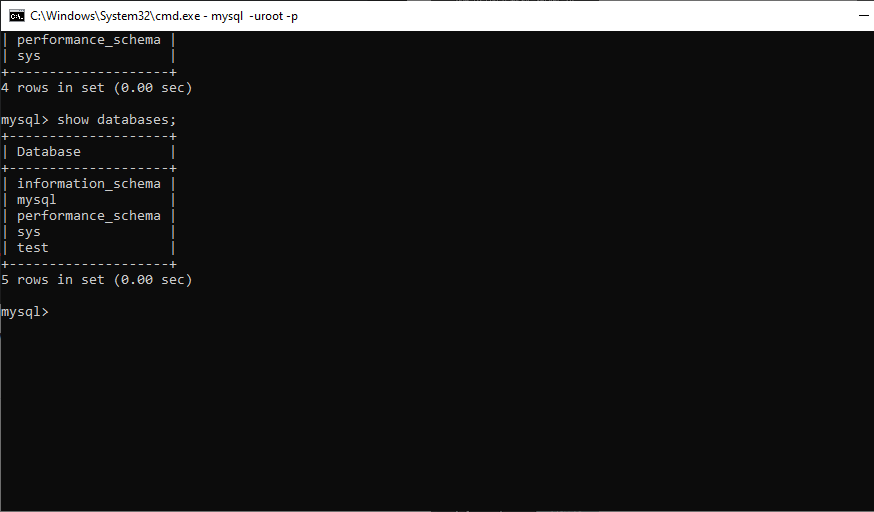 C:\Windows\System32\cmd.exe - mysql  -uroot -p
| performance_schema |
| sys                |
+--------------------+
4 rows in set (0.00 sec)
mysql> show databases;
+--------------------+
| Database           |
+--------------------+
| information_schema |
| mysql              |
| performance_schema |
| sys                |
| test               |
+--------------------+
5 rows in set (0.00 sec)
mysql>